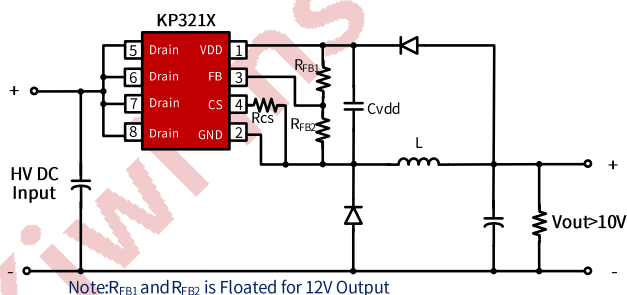 KP321X
5 Drain VDD 1
6 Drain FB 3
7 Drain CS 4
8 Drain GND 2
RFB1
Rcs
RFB2
Cvdd
L
+
HV DC
Input
-
+
Vout>10V
-
Note:RFB1 and RFB2 is Floated for 12V Output